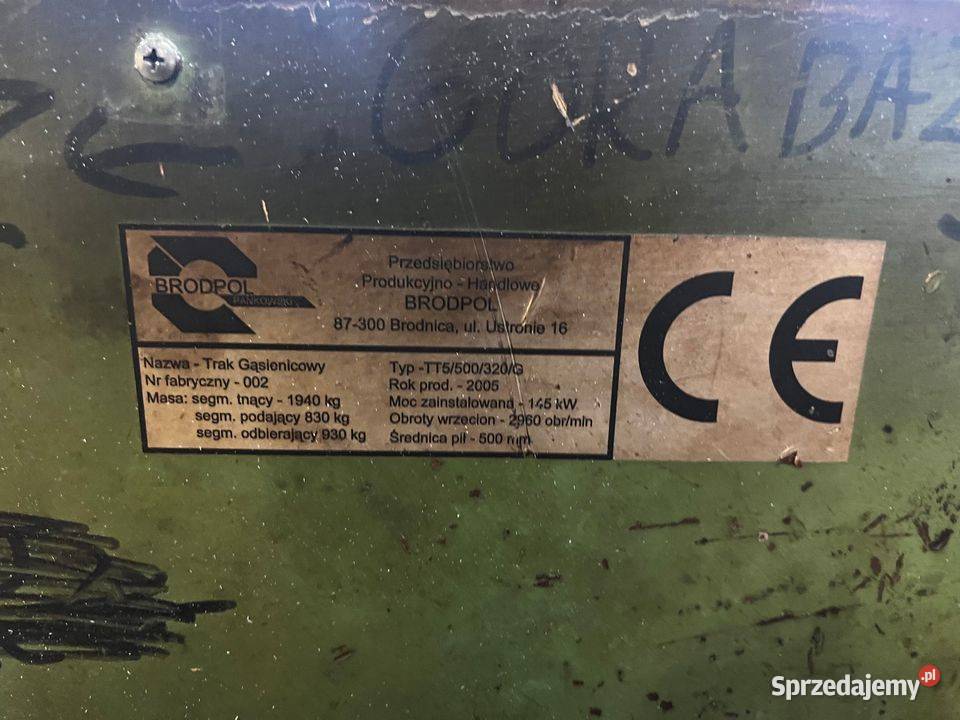 GÓRA BAZ
BRODPOL
PAŃKOWSKI
Przedsiębiorstwo
Produkcyjno - Handlowe
BRODPOL
87-300 Brodnica, ul. Ustronie 16
Nazwa - Trak Gąsienicowy
Nr fabryczny - 002
Masa: segm. tnący - 1940 kg
segm. podający 830 kg
segm. odbierający 930 kg
Typ -TT5/500/320/G
Rok prod. - 2005
Moc zainstalowana - 145 kW
Obroty wrzecion - 2960 obr/min
Średnica pił - 500 mm
CE
Sprzedajemy.pl